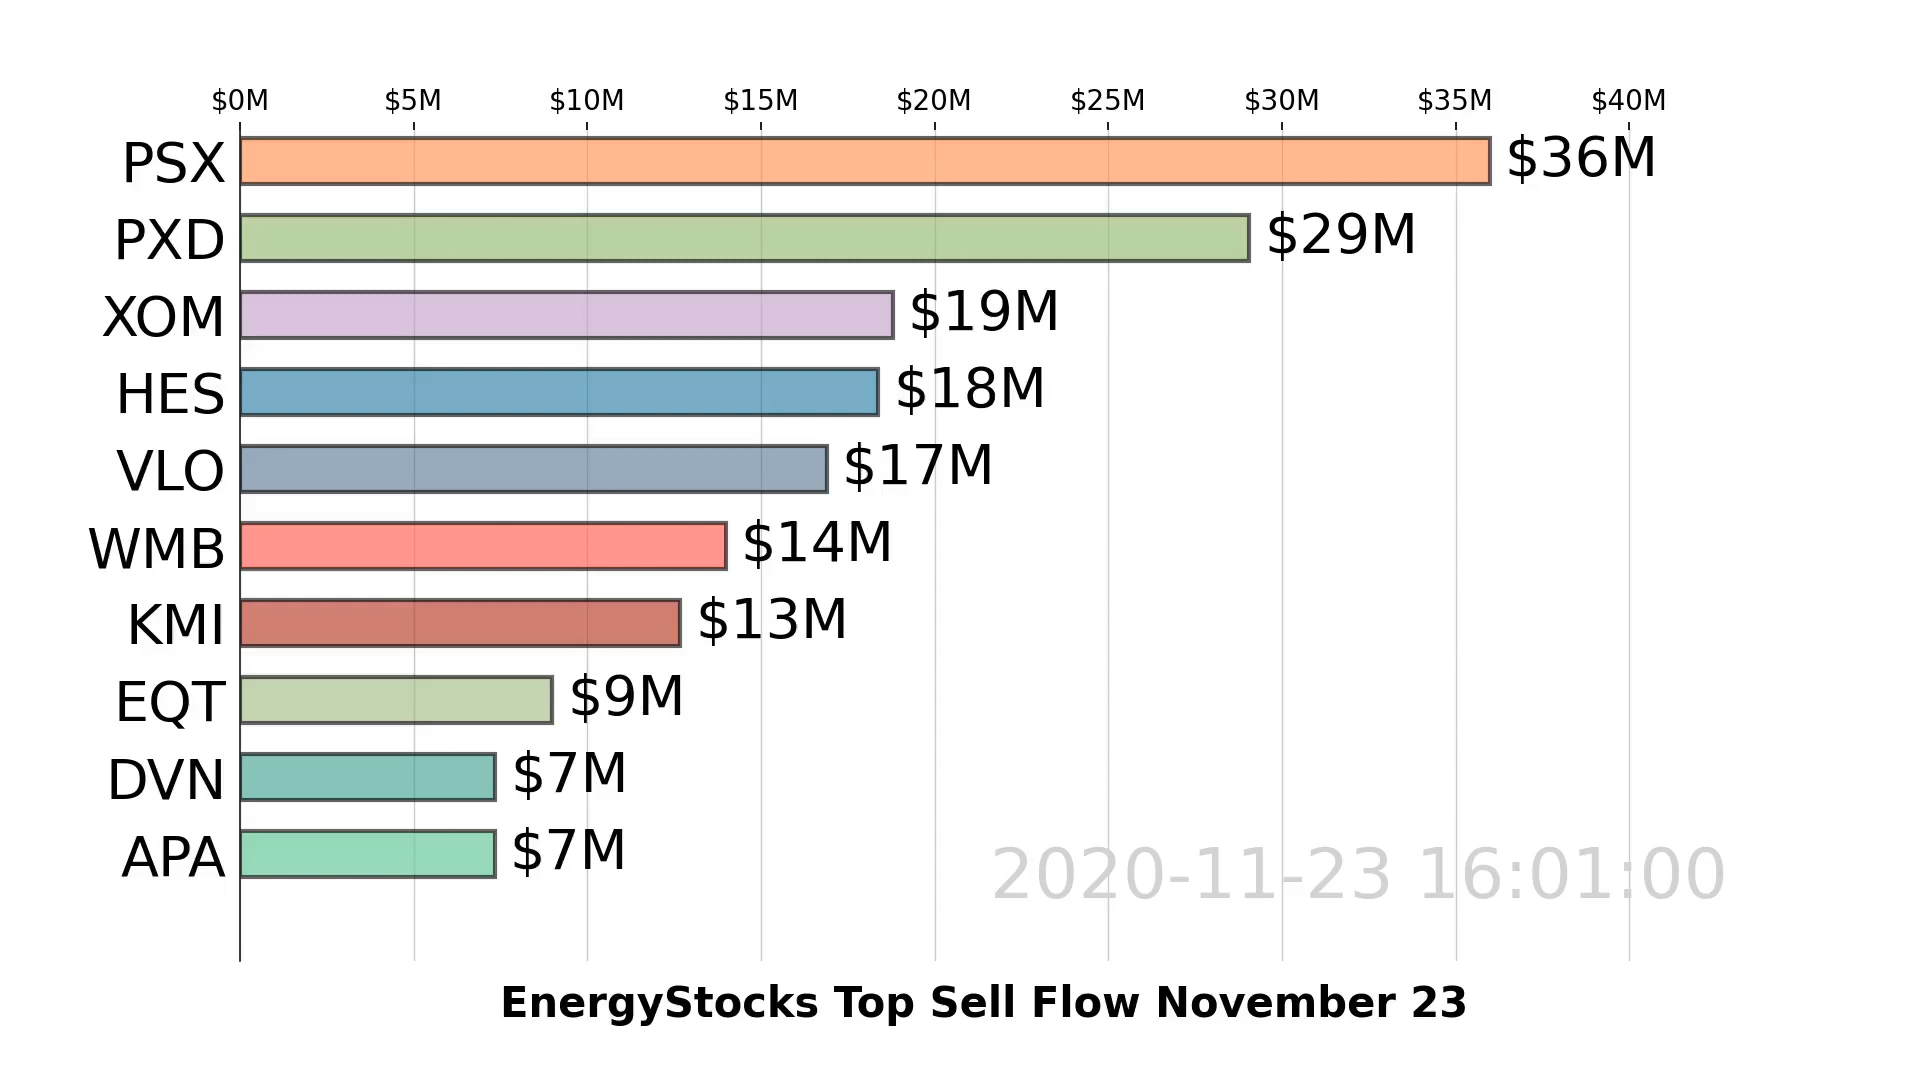 $0M $5M $10M $15M $20M $25M $30M $35M $40M
PSX $36M
PXD $29M
XOM $19M
HES $18M
VLO $17M
WMB $14M
KMI $13M
EQT $9M
DVN $7M
APA $7M
2020-11-23 16:01:00
EnergyStocks Top Sell Flow November 23